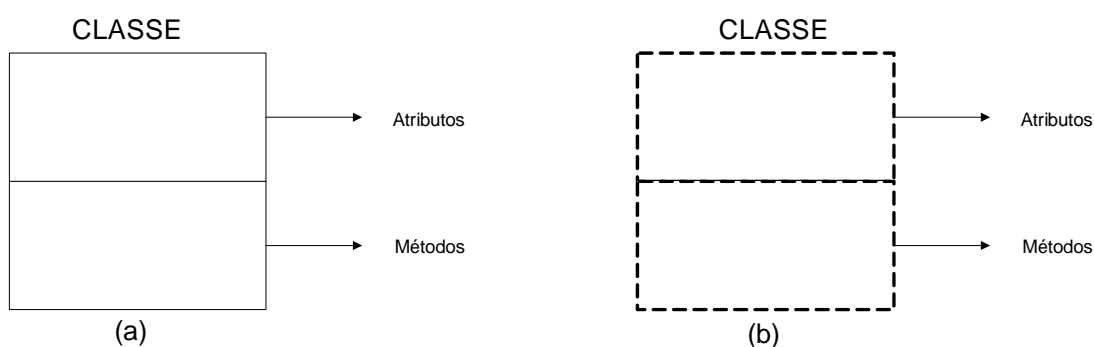 CLASSE
Atributos
Métodos
(a)
CLASSE
Atributos
Métodos
(b)